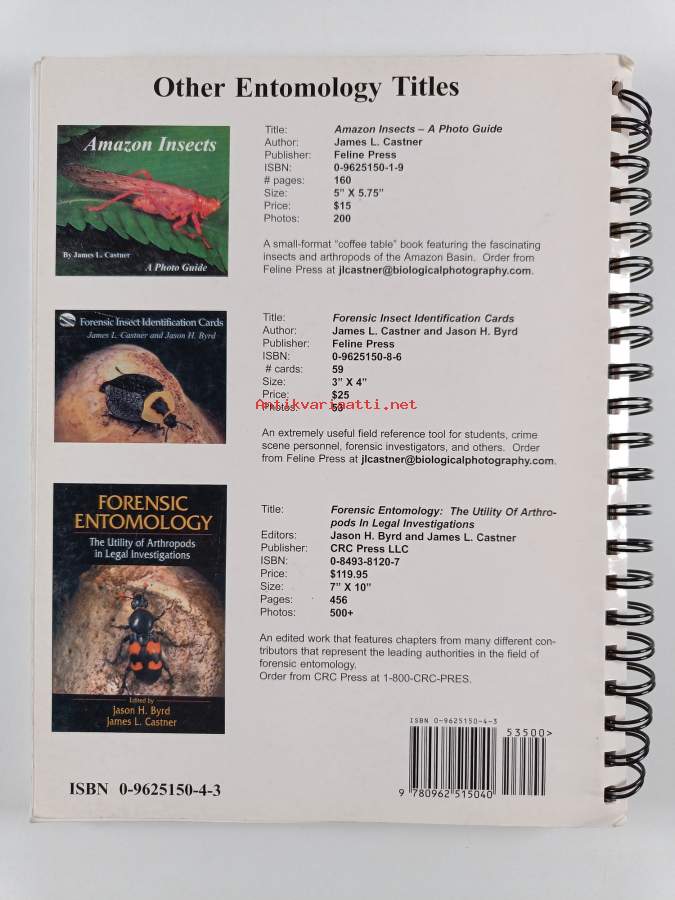 Other Entomology Titles
Amazon Insects
By James L. Castner
A Photo Guide
Title: Amazon Insects – A Photo Guide
Author: James L. Castner
Publisher: Feline Press
ISBN: 0-9625150-1-9
# pages: 160
Size: 5” X 5.75”
Price: $15
Photos: 200
A small-format “coffee table” book featuring the fascinating
insects and arthropods of the Amazon Basin. Order from
Feline Press at jlcastner@biologicalphotography.com.
Forensic Insect Identification Cards
James L. Castner and Jason H. Byrd
Title: Forensic Insect Identification Cards
Author: James L. Castner and Jason H. Byrd
Publisher: Feline Press
ISBN: 0-9625150-8-6
# cards: 59
Size: 3” X 4”
Price: $25
Antikvariaatti.net
Photos: 53
An extremely useful field reference tool for students, crime
scene personnel, forensic investigators, and others. Order
from Feline Press at jlcastner@biologicalphotography.com.
FORENSIC
ENTOMOLOGY
The Utility of Arthropods
in Legal Investigations
Edited by
Jason H. Byrd
James L. Castner
Title: Forensic Entomology: The Utility Of Arthro-
pods In Legal Investigations
Editors: Jason H. Byrd and James L. Castner
Publisher: CRC Press LLC
ISBN: 0-8493-8120-7
Price: $119.95
Size: 7” X 10”
Pages: 456
Photos: 500+
An edited work that features chapters from many different con-
tributors that represent the leading authorities in the field of
forensic entomology.
Order from CRC Press at 1-800-CRC-PRES.
ISBN 0-9625150-4-3
53500>
9 780962 515040
ISBN 0-9625150-4-3